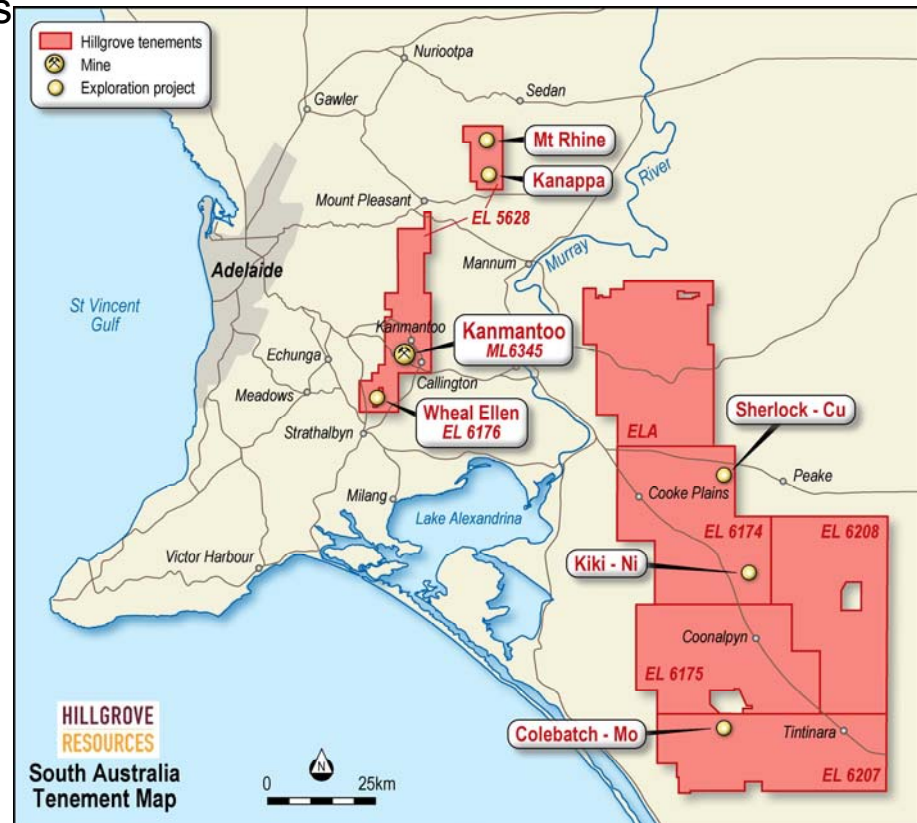 s
Hillgrove tenements
Mine
Exploration project
Nuriootpa
Gawler
Sedan
Mt Rhine
Kanappa
River
Mount Pleasant
EL 5628
Mannum
Murray
Adelaide
St Vincent
Gulf
Kanmantoo
Kanmantoo
ML6345
Echunga
Callington
Meadows
Wheal Ellen
EL 6176
Sherlock - Cu
Strathalbyn
ELA
Peake
Cooke Plains
Milang
Lake Alexandrina
EL 6174
EL 6208
Victor Harbour
Kiki - Ni
Coonalpyn
EL 6175
HILLGROVE
RESOURCES
Colebatch - Mo
Tintinara
South Australia
Tenement Map
N
0 25km
EL 6207